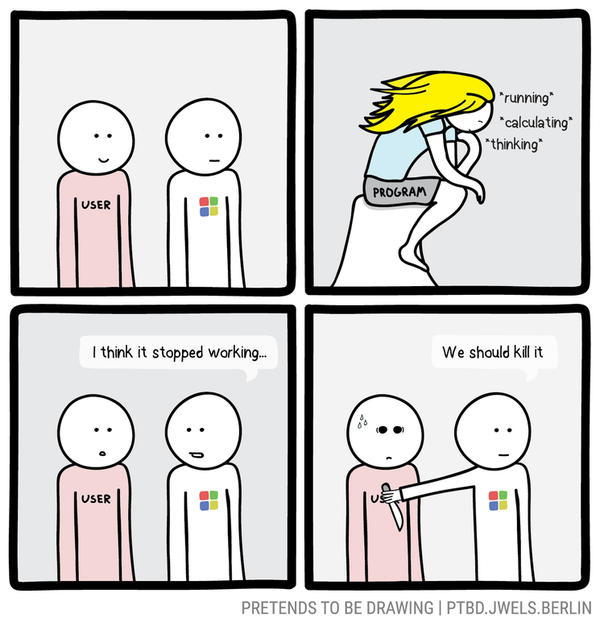 USER
*running*
*calculating*
*thinking*
PROGRAM
I think it stopped working...
USER
We should kill it
US
PRETENDS TO BE DRAWING | PTBD.JWELS.BERLIN